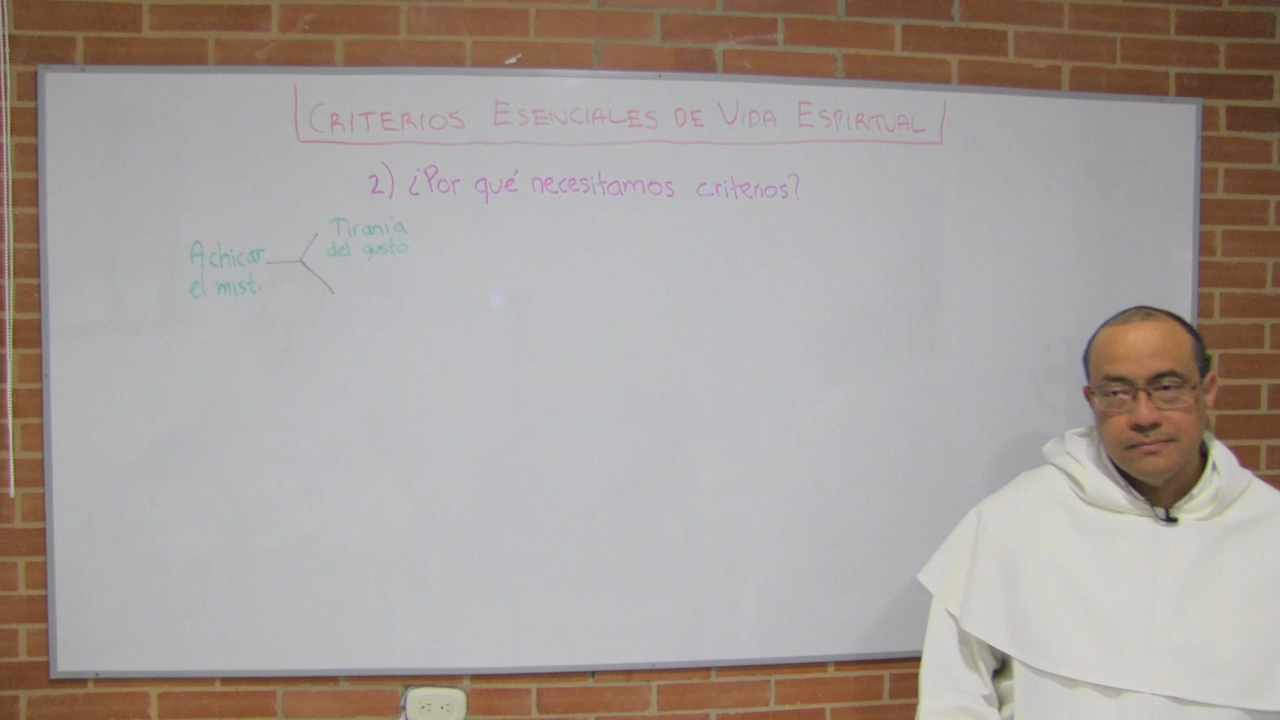 CRITERIOS ESENCIALES DE VIDA ESPIRITUAL
2) ¿Por qué necesitamos criterios?
Achicar
el mist.
Tiranía
del gusto